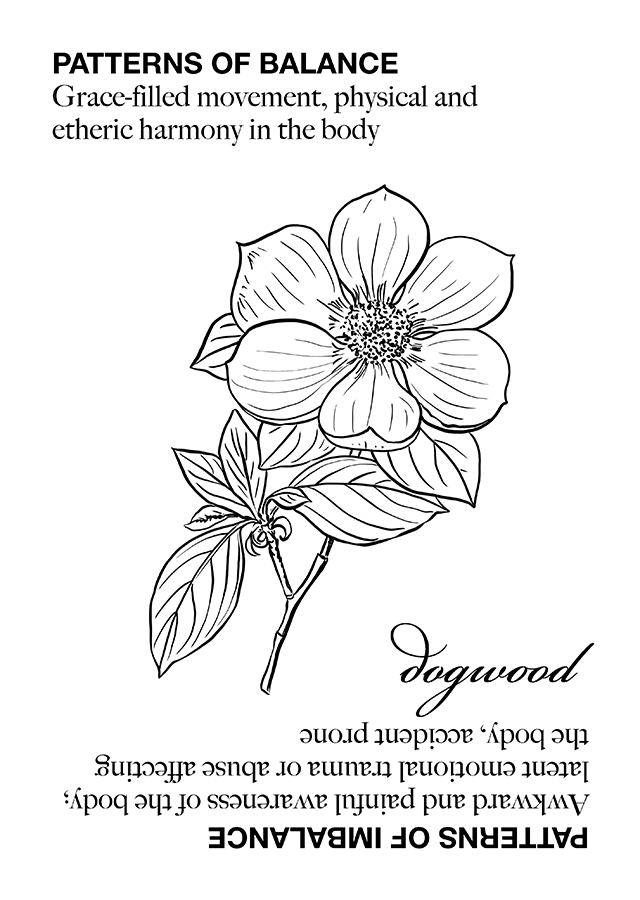 PATTERNS OF BALANCE
Grace-filled movement, physical and
etheric harmony in the body
dogwood
PATTERNS OF IMBALANCE
Awkward and painful awareness of the body;
latent emotional trauma or abuse affecting
the body, accident prone